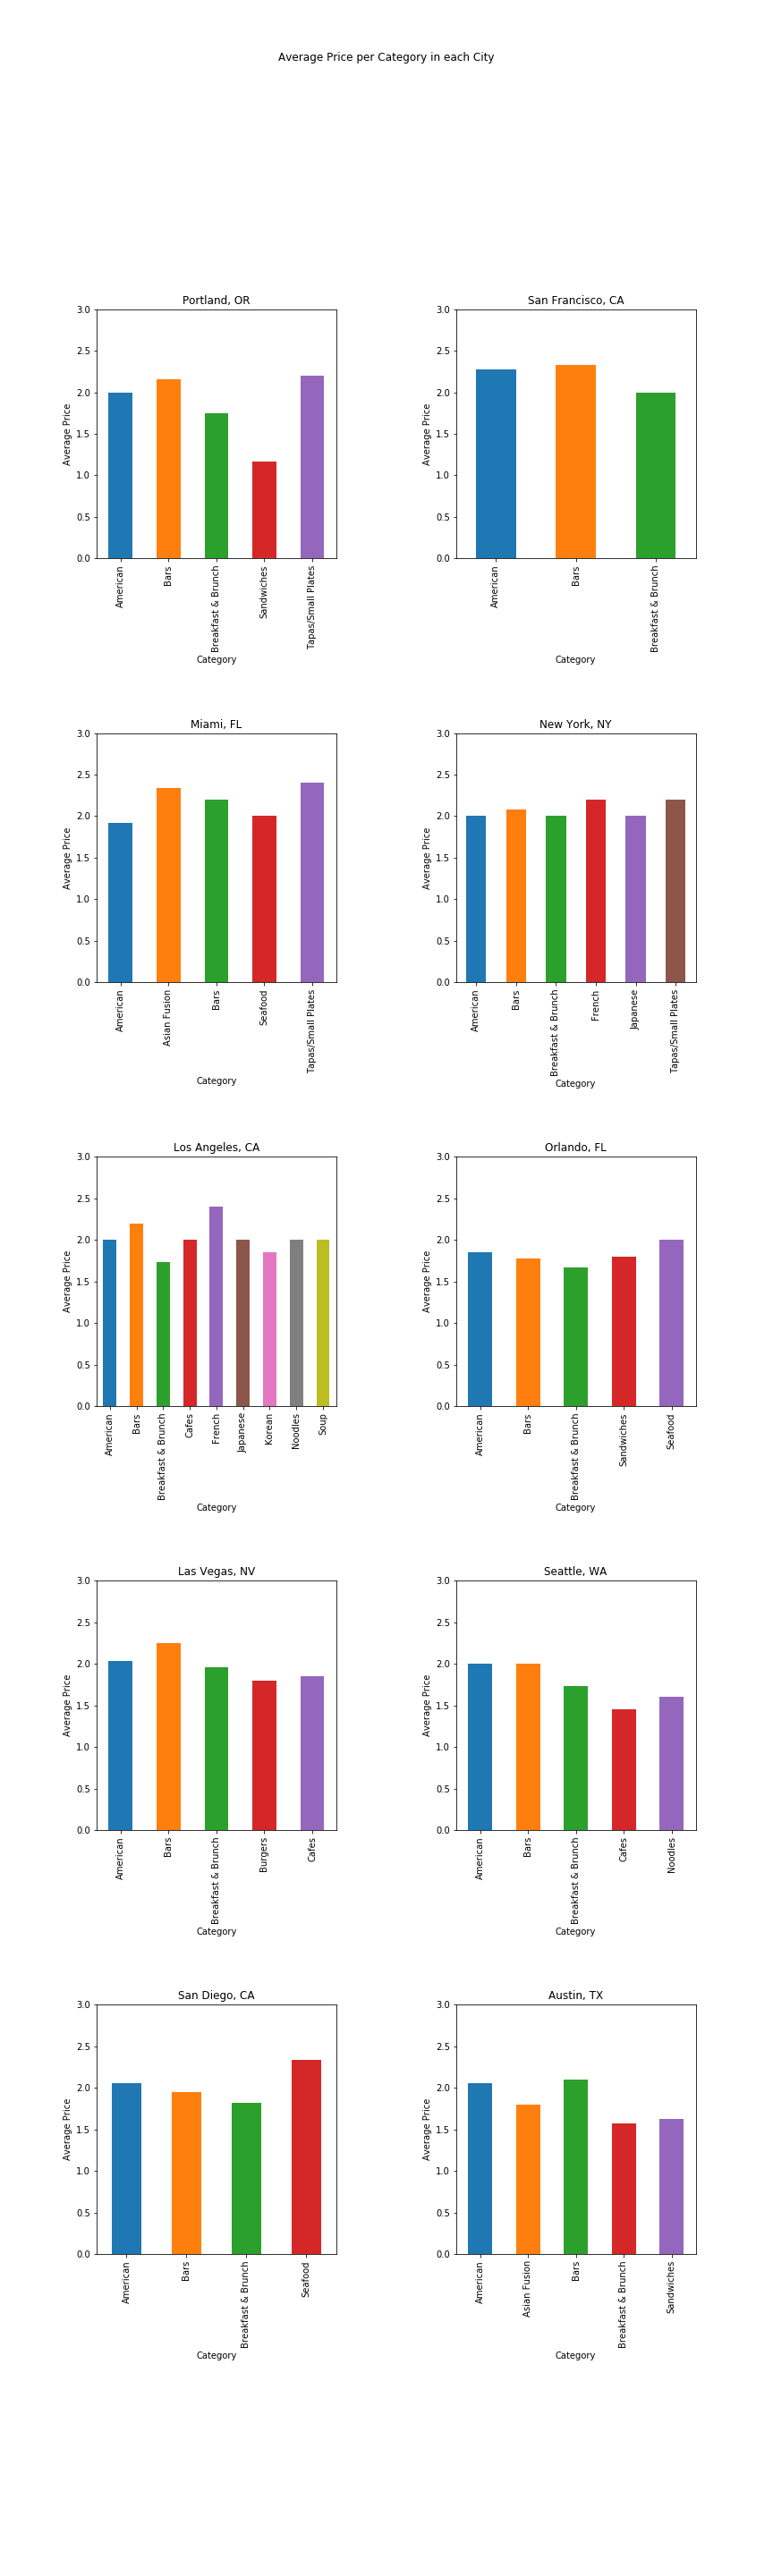 Average Price per Category in each City
Portland, OR
3.0
2.5
2.0
1.5
1.0
0.5
0.0
Average Price
American
Bars
Breakfast & Brunch
Sandwiches
Tapas/Small Plates
Category
San Francisco, CA
3.0
2.5
2.0
1.5
1.0
0.5
0.0
Average Price
American
Bars
Breakfast & Brunch
Category
Miami, FL
3.0
2.5
2.0
1.5
1.0
0.5
0.0
Average Price
American
Asian Fusion
Bars
Seafood
Tapas/Small Plates
Category
New York, NY
3.0
2.5
2.0
1.5
1.0
0.5
0.0
Average Price
American
Bars
Breakfast & Brunch
French
Japanese
Tapas/Small Plates
Category
Los Angeles, CA
3.0
2.5
2.0
1.5
1.0
0.5
0.0
Average Price
American
Bars
Breakfast & Brunch
Cafes
French
Japanese
Korean
Noodles
Soup
Category
Orlando, FL
3.0
2.5
2.0
1.5
1.0
0.5
0.0
Average Price
American
Bars
Breakfast & Brunch
Sandwiches
Seafood
Category
Las Vegas, NV
3.0
2.5
2.0
1.5
1.0
0.5
0.0
Average Price
American
Bars
Breakfast & Brunch
Burgers
Cafes
Category
Seattle, WA
3.0
2.5
2.0
1.5
1.0
0.5
0.0
Average Price
American
Bars
Breakfast & Brunch
Cafes
Noodles
Category
San Diego, CA
3.0
2.5
2.0
1.5
1.0
0.5
0.0
Average Price
American
Bars
Breakfast & Brunch
Seafood
Category
Austin, TX
3.0
2.5
2.0
1.5
1.0
0.5
0.0
Average Price
American
Asian Fusion
Bars
Breakfast & Brunch
Sandwiches
Category